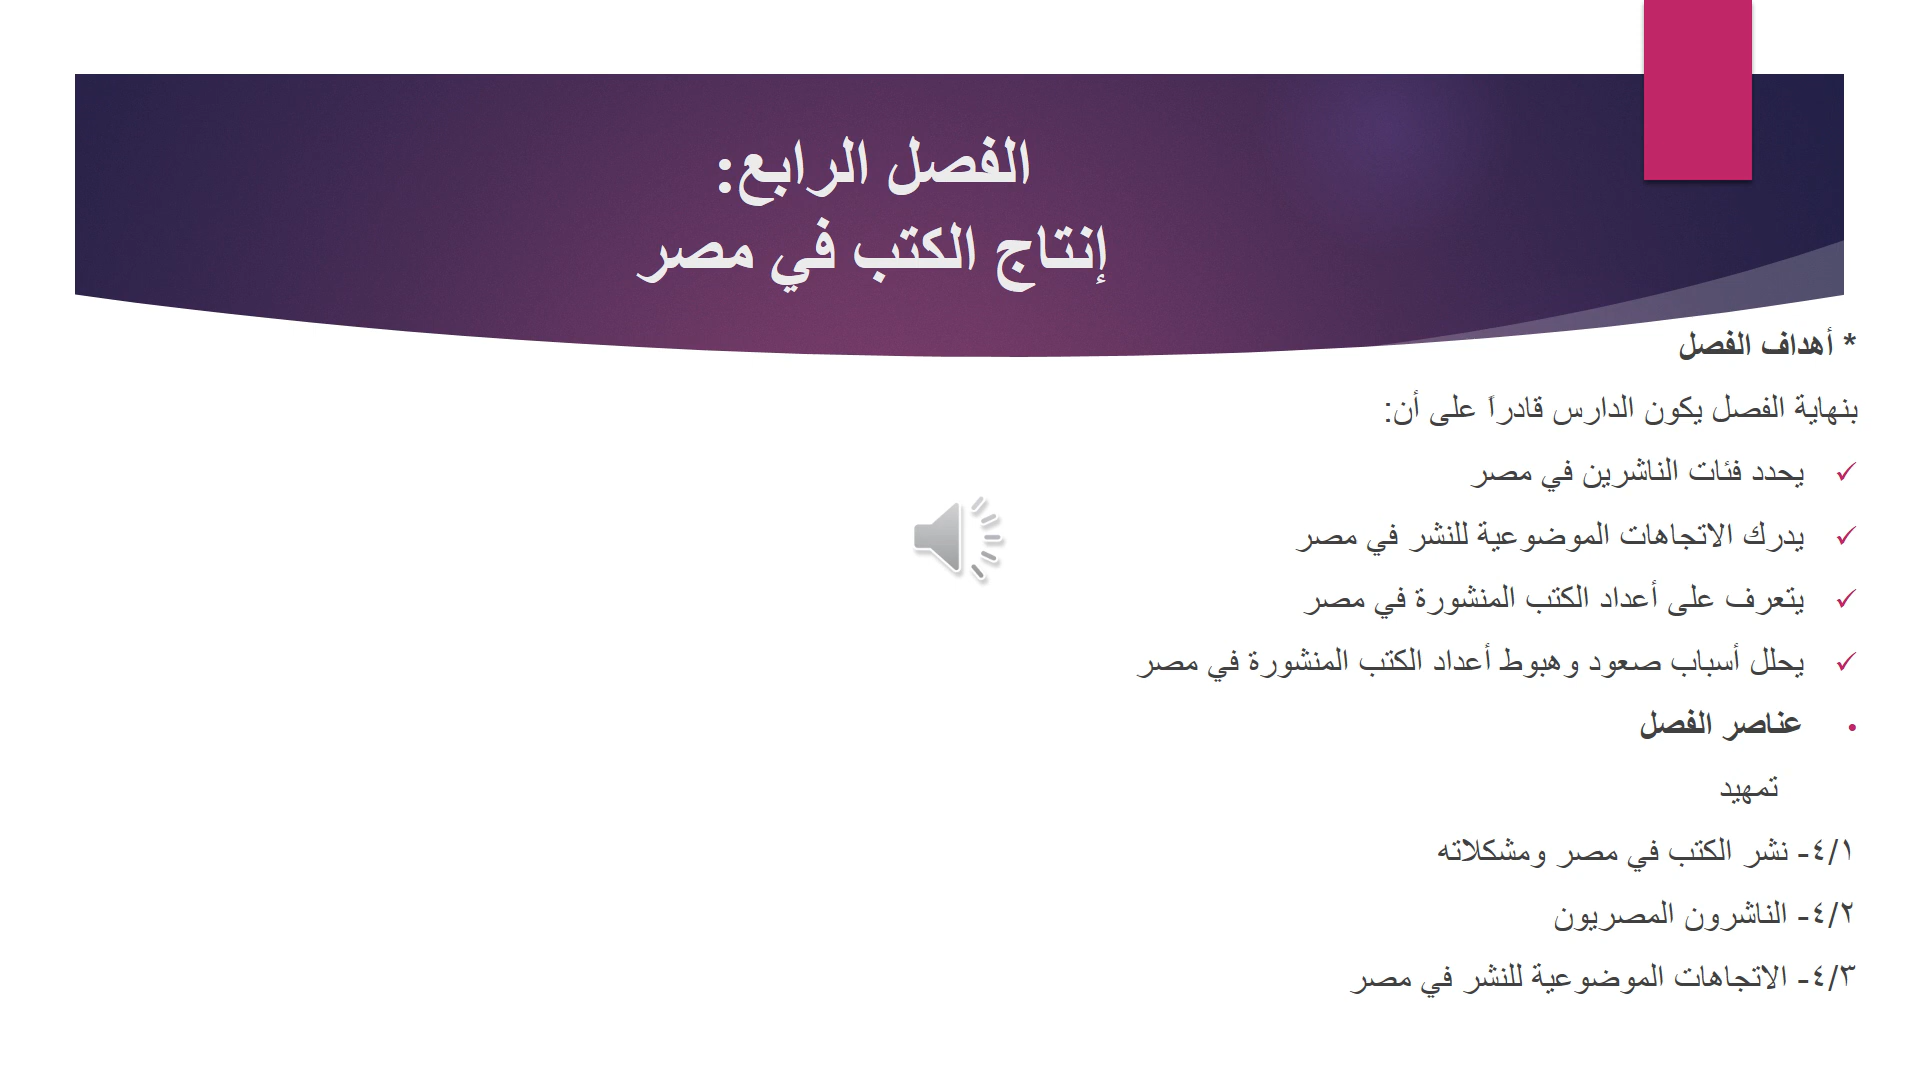 الفصل الرابع:
إنتاج الكتب في مصر
* أهداف الفصل
بنهاية الفصل يكون الدارس قادراً على أن:
✓ يحدد فئات الناشرين في مصر
✓ يدرك الاتجاهات الموضوعية للنشر في مصر
✓ يتعرف على أعداد الكتب المنشورة في مصر
✓ يحلل أسباب صعود وهبوط أعداد الكتب المنشورة في مصر
• عناصر الفصل
تمهيد
٤/١- نشر الكتب في مصر ومشكلاته
٤/٢- الناشرون المصريون
٤/٣- الاتجاهات الموضوعية للنشر في مصر